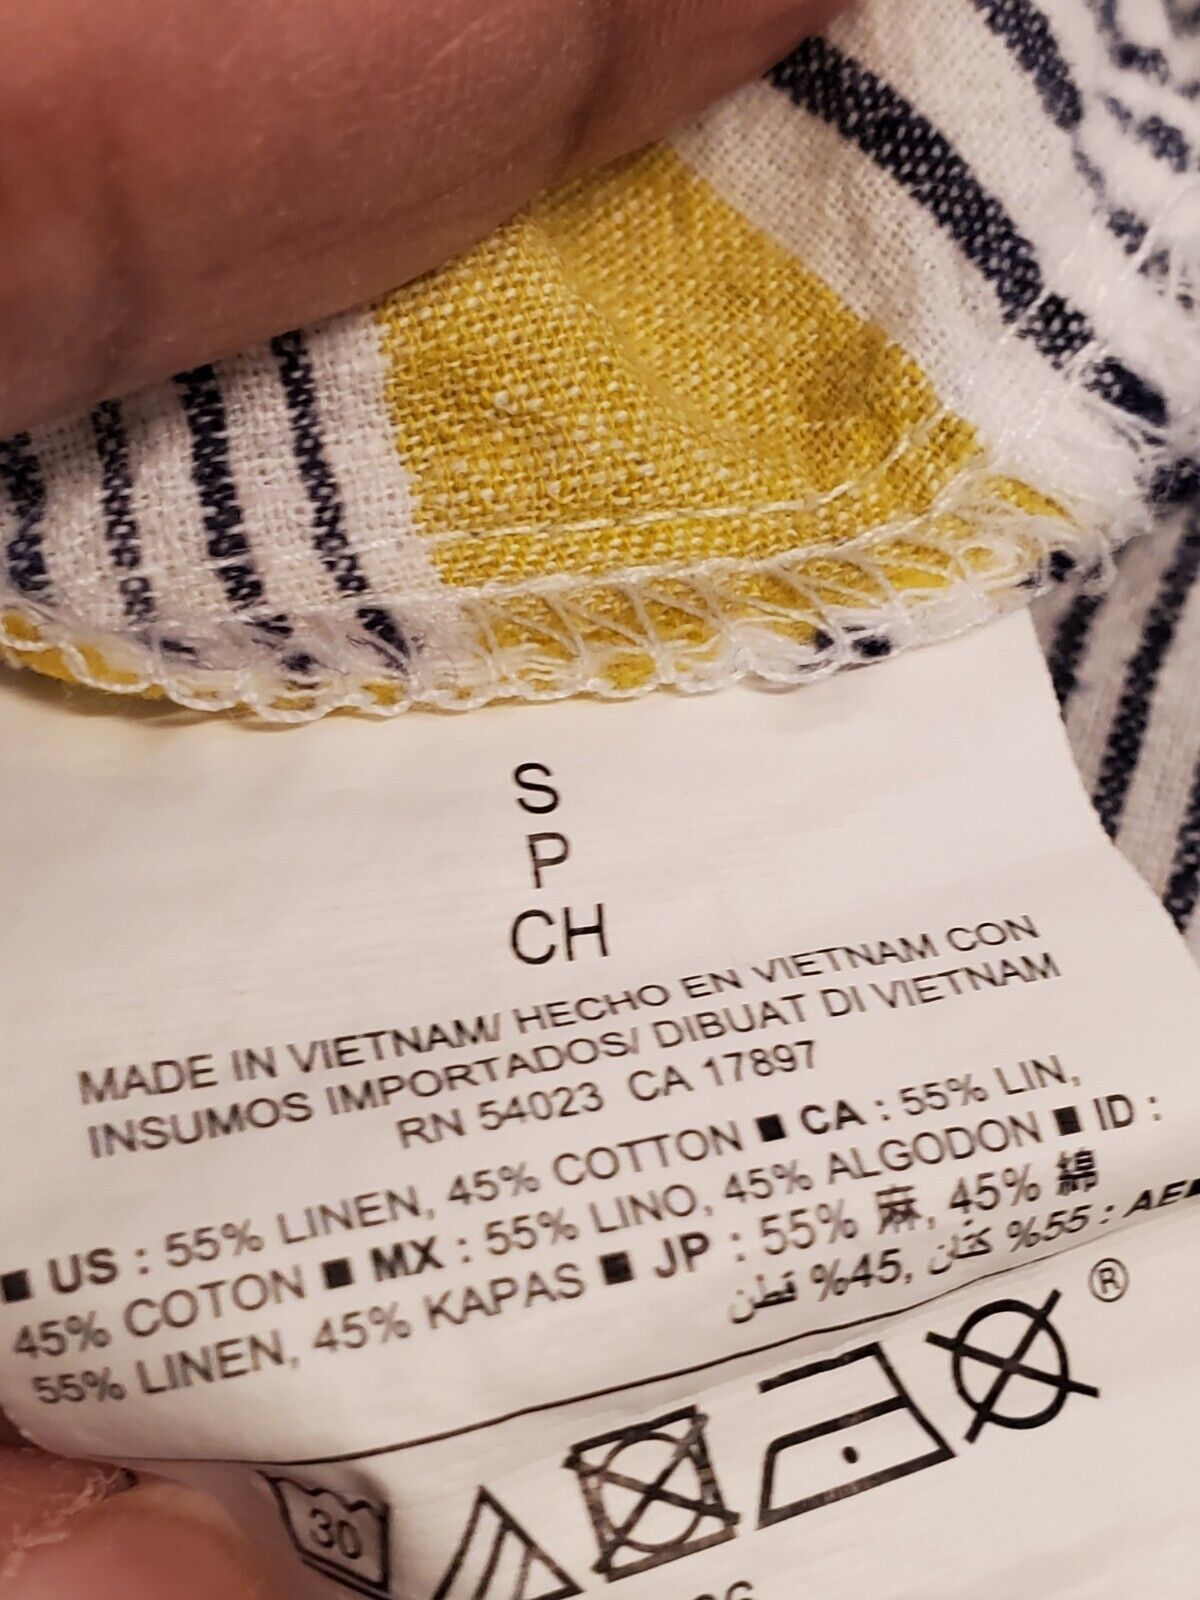 S
P
CH
MADE IN VIETNAM/ HECHO EN VIETNAM CON
INSUMOS IMPORTADOS/ DIBUAT DI VIETNAM
RN 54023 CA 17897
■ US : 55% LINEN, 45% COTTON ■ CA : 55% LIN,
45% COTON ■ MX : 55% LINO, 45% ALGODON ■ ID :
55% LINEN, 45% KAPAS ■ JP : 55% 麻, 45% 綿
■ AE : 55% كتان, 45% قطن
®
30